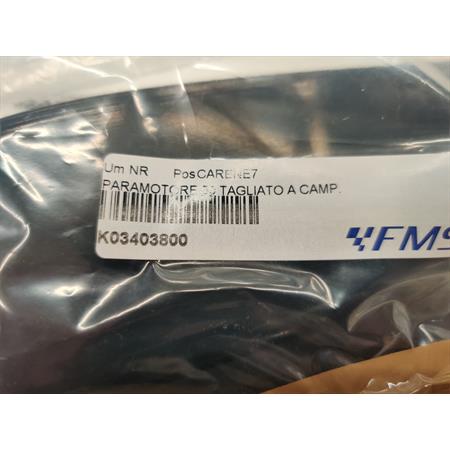 Um NR PosCARENE7
PARAMOTORE TAGLIATO A CAMP.
K03403800
FMS